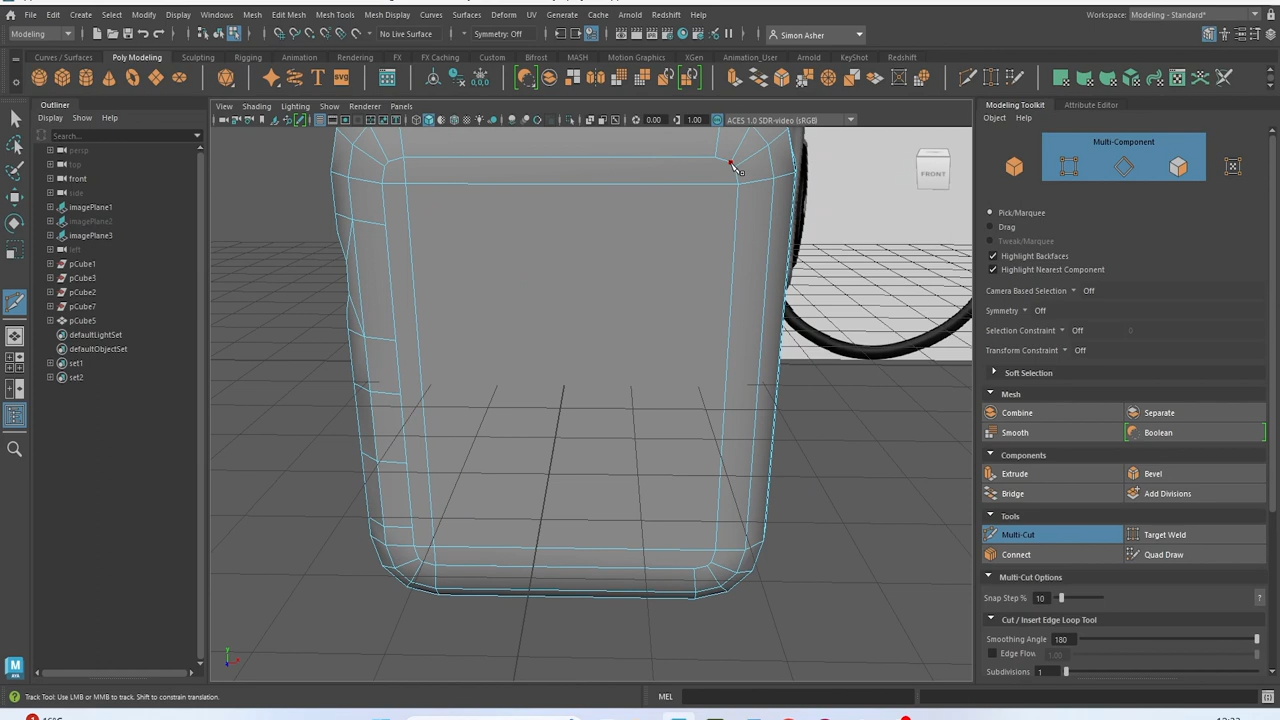 File Edit Create Select Modify Display Windows Mesh Edit Mesh Mesh Tools Mesh Display Curves Surfaces Deform UV Generate Cache Arnold Redshift Help
Workspace: Modeling - Standard*
Modeling
No Live Surface
Symmetry: Off
Simon Asher
Curves / Surfaces Poly Modeling Sculpting Rigging Animation Rendering FX FX Caching Custom Bifrost MASH Motion Graphics XGen Animation_User Arnold KeyShot Redshift
SVG
Outliner
Display Show Help
Search...
persp
top
front
side
imagePlane1
imagePlane2
imagePlane3
left
pCube1
pCube3
pCube2
pCube7
pCube5
defaultLightSet
defaultObjectSet
set1
set2
View Shading Lighting Show Renderer Panels
0.00
1.00
ACES 1.0 SDR-video (sRGB)
FRONT
Modeling Toolkit
Attribute Editor
Object Help
Multi-Component
Pick/Marquee
Drag
Tweak/Marquee
Highlight Backfaces
Highlight Nearest Component
Camera Based Selection Off
Symmetry Off
Selection Constraint Off 0
Transform Constraint Off
Soft Selection
Mesh
Combine
Separate
Smooth
Boolean
Components
Extrude
Bevel
Bridge
Add Divisions
Tools
Multi-Cut
Target Weld
Connect
Quad Draw
Multi-Cut Options
Snap Step % 10
?
Cut / Insert Edge Loop Tool
Smoothing Angle 180
Edge Flow 1.00
Subdivisions 1
Track Tool: Use LMB or MMB to track. Shift to constrain translation.
MEL